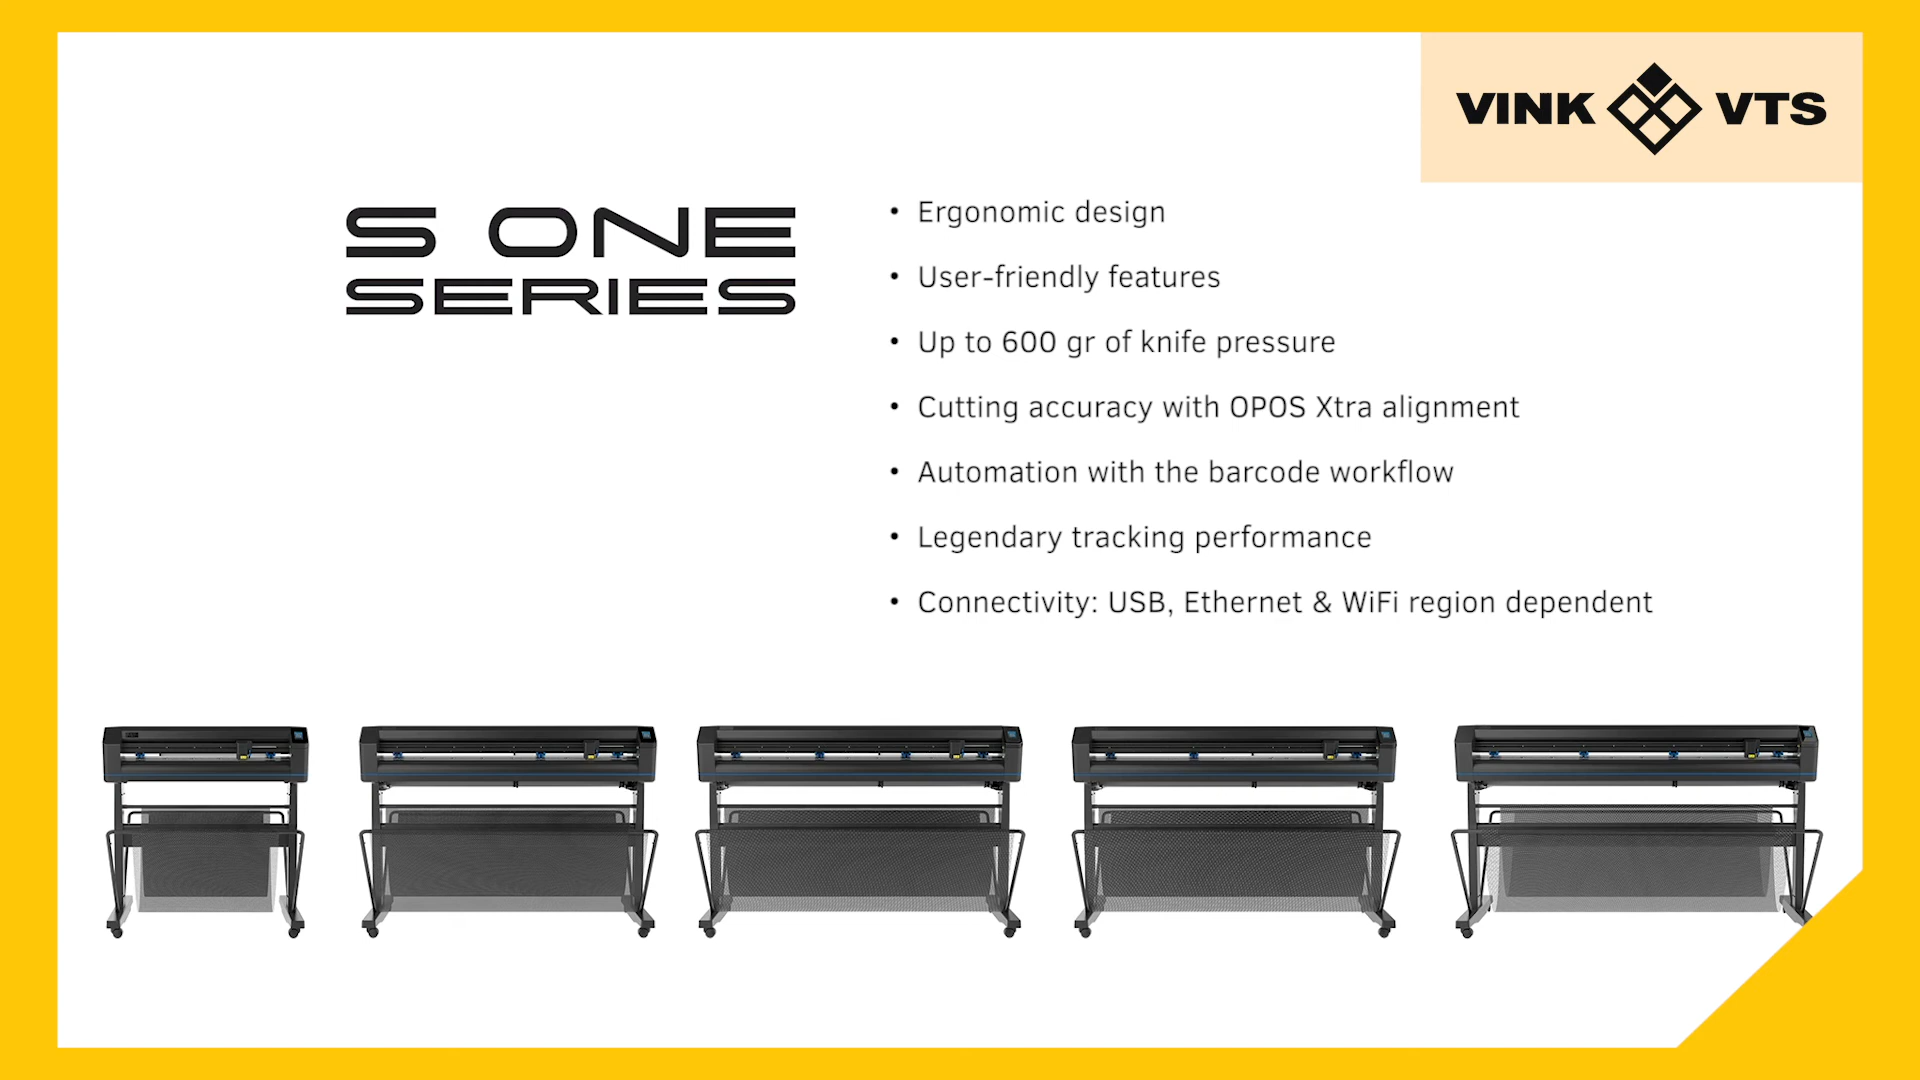 VINK VTS
S ONE
SERIES
• Ergonomic design
• User-friendly features
• Up to 600 gr of knife pressure
• Cutting accuracy with OPOS Xtra alignment
• Automation with the barcode workflow
• Legendary tracking performance
• Connectivity: USB, Ethernet & WiFi region dependent